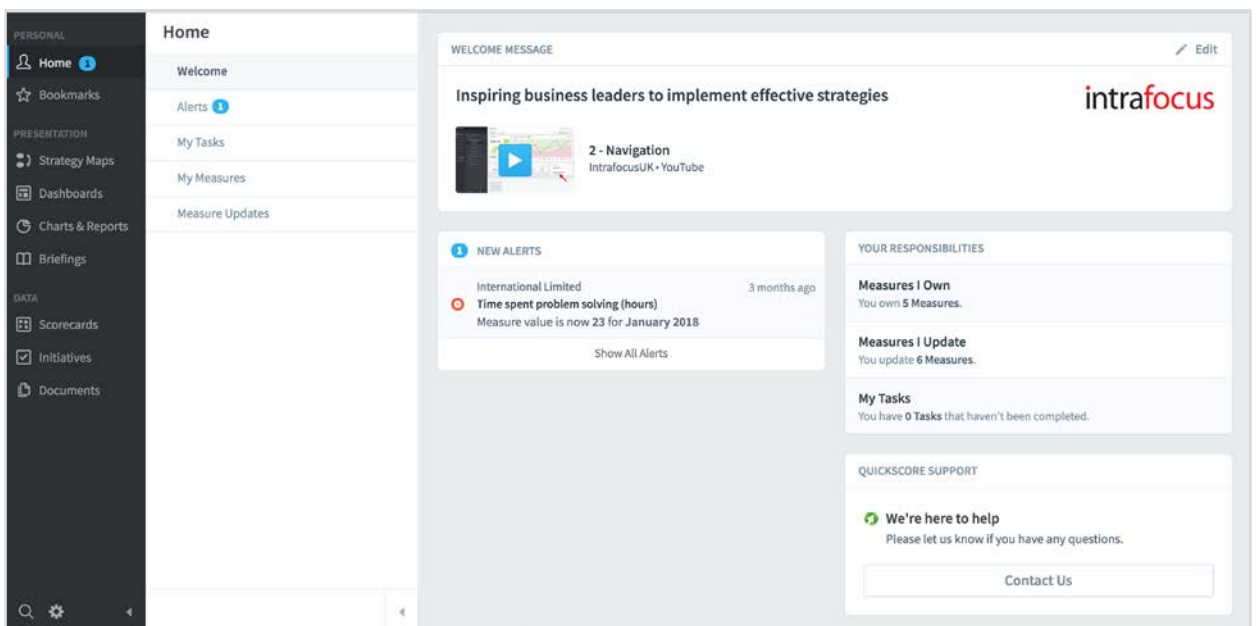 PERSONAL
Home 1
Bookmarks
PRESENTATION
Strategy Maps
Dashboards
Charts & Reports
Briefings
DATA
Scorecards
Initiatives
Documents
Home
Welcome
Alerts 1
My Tasks
My Measures
Measure Updates
WELCOME MESSAGE
Edit
Inspiring business leaders to implement effective strategies
intrafocus
2 - Navigation
IntrafocusUK • YouTube
1 NEW ALERTS
International Limited 3 months ago
Time spent problem solving (hours)
Measure value is now 23 for January 2018
Show All Alerts
YOUR RESPONSIBILITIES
Measures I Own
You own 5 Measures.
Measures I Update
You update 6 Measures.
My Tasks
You have 0 Tasks that haven't been completed.
QUICKSCORE SUPPORT
We're here to help
Please let us know if you have any questions.
Contact Us